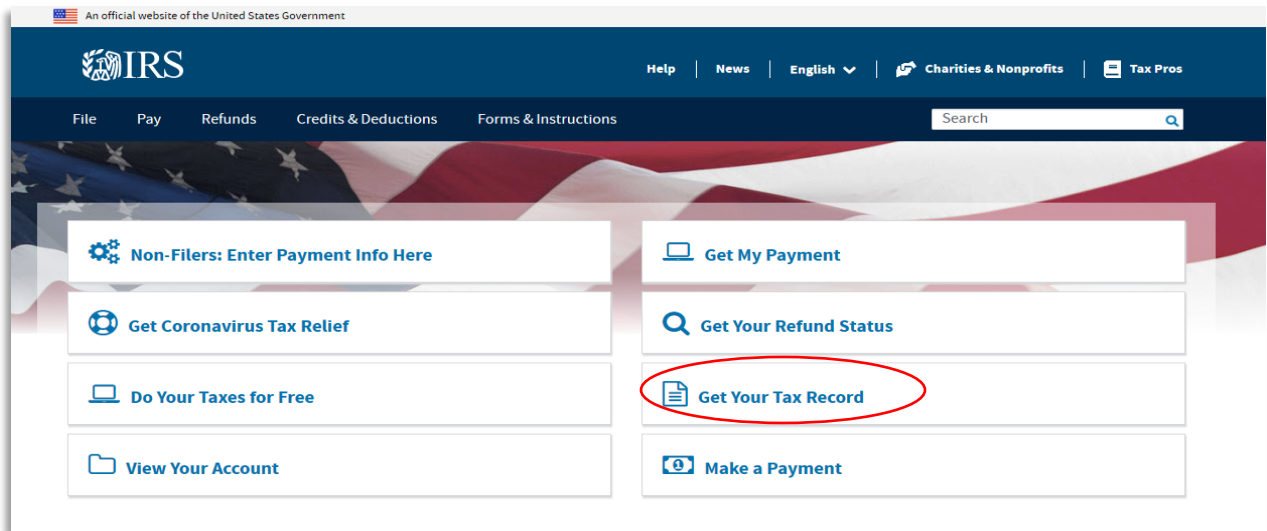 An official website of the United States Government
IRS
Help News English Charities & Nonprofits Tax Pros
File Pay Refunds Credits & Deductions Forms & Instructions Search
Non-Filers: Enter Payment Info Here
Get My Payment
Get Coronavirus Tax Relief
Get Your Refund Status
Do Your Taxes for Free
Get Your Tax Record
View Your Account
Make a Payment